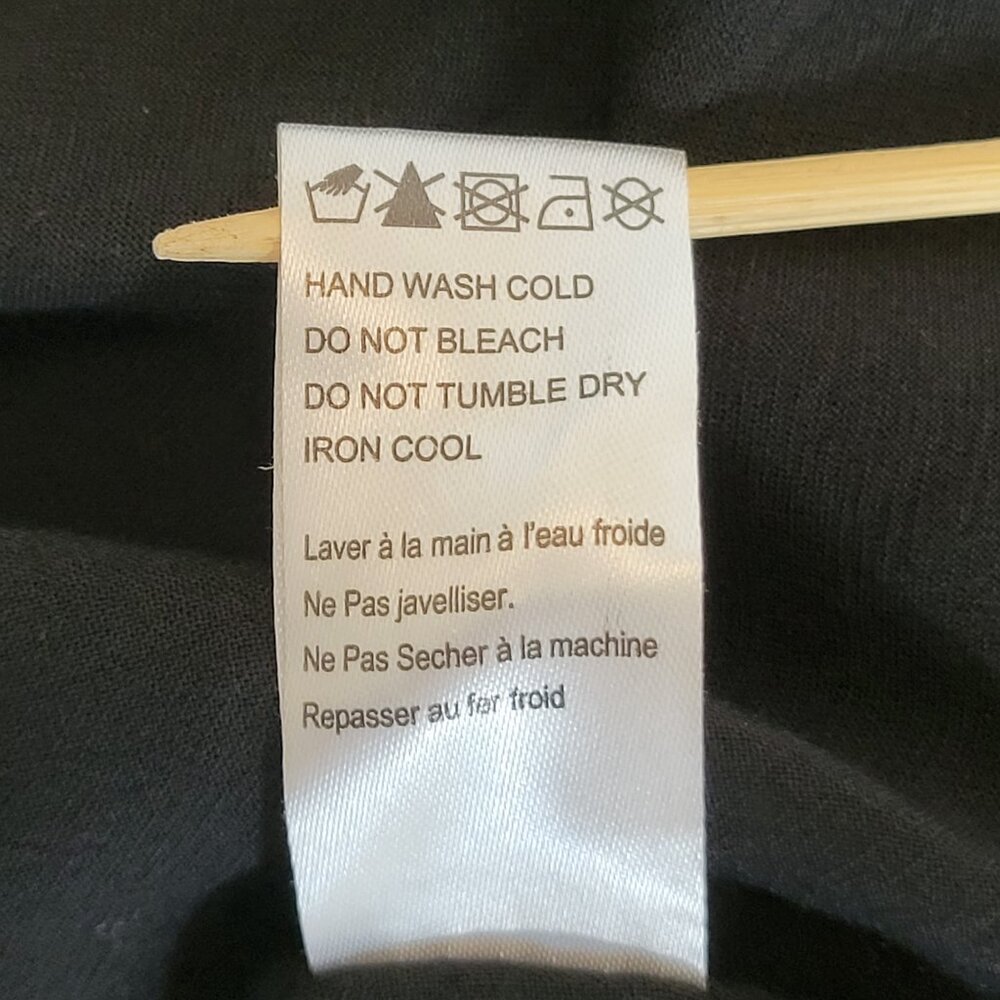 HAND WASH COLD
DO NOT BLEACH
DO NOT TUMBLE DRY
IRON COOL
Laver à la main à l'eau froide
Ne Pas javelliser.
Ne Pas Secher à la machine
Repasser au fer froid